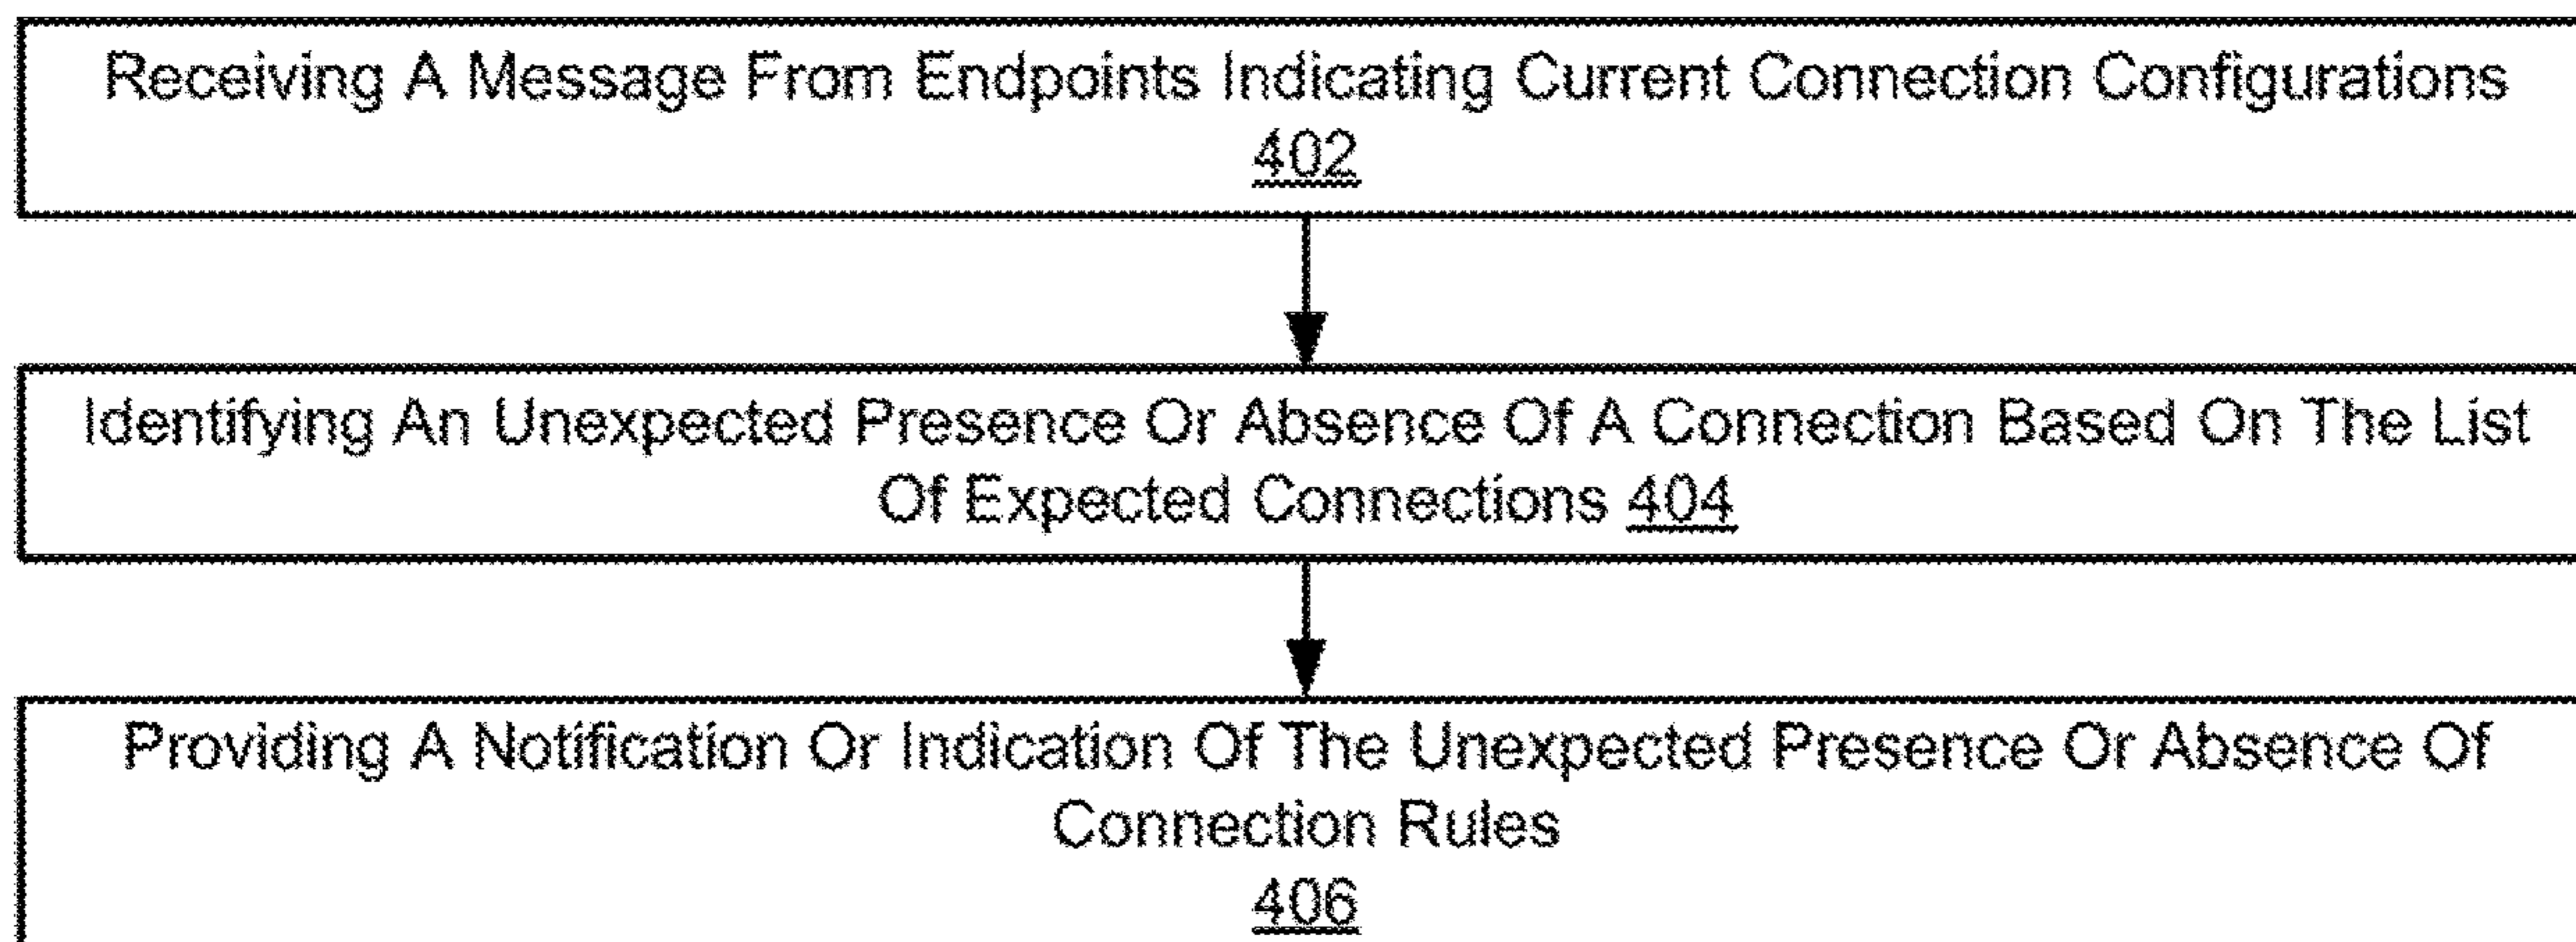 Receiving A Message From Endpoints Indicating Current Connection Configurations
402
Identifying An Unexpected Presence Or Absence Of A Connection Based On The List
Of Expected Connections 404
Providing A Notification Or Indication Of The Unexpected Presence Or Absence Of
Connection Rules
406